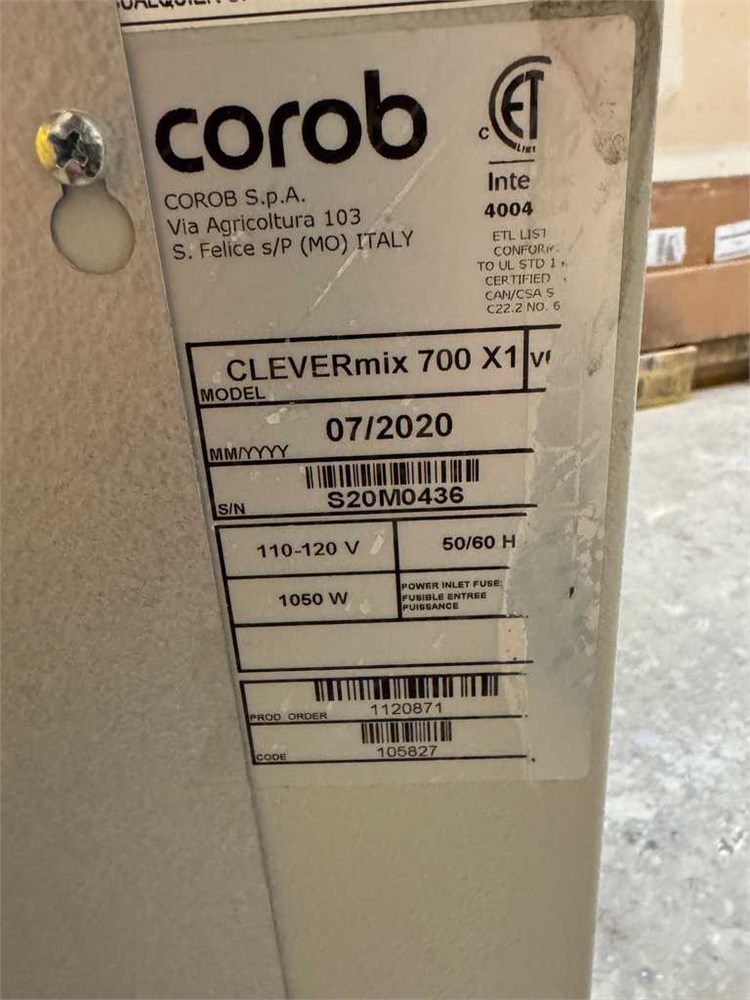 corob
COROB S.p.A.
Via Agricoltura 103
S. Felice s/P (MO) ITALY
C
ETL
Inte
4004
ETL LIST
CONFORM
TO UL STD 1
CERTIFIED
CAN/CSA S
C22.2 NO. 6
CLEVERmix 700 X1
MODEL
07/2020
MM/YYYY
S20M0436
S/N
110-120 V
50/60 H
1050 W
POWER INLET FUSE:
FUSIBLE ENTREE
PUISSANCE
1120871
PROD. ORDER
105827
CODE